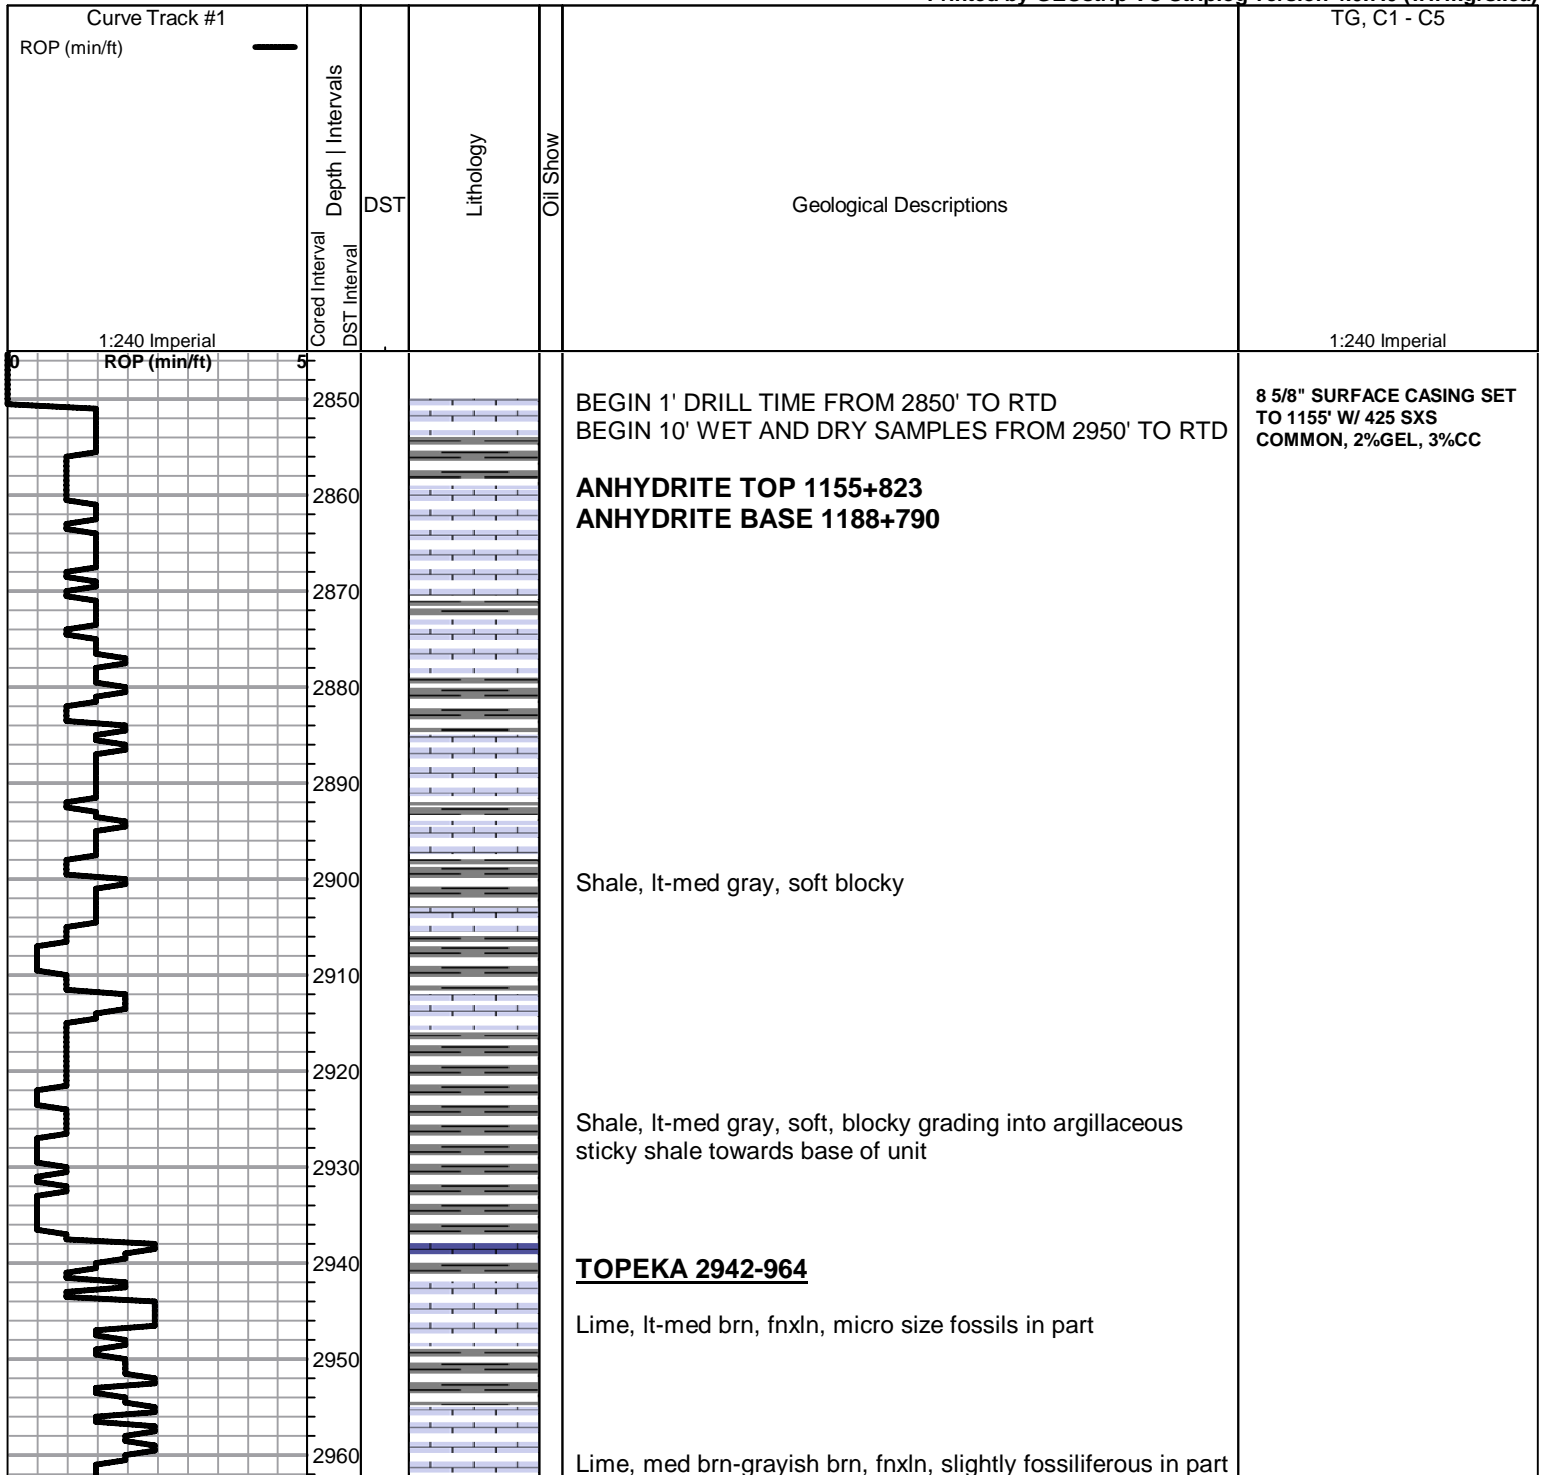 Curve Track #1
ROP (min/ft)
1:240 Imperial
Depth | Intervals
Cored Interval
DST Interval
DST
Lithology
Oil Show
Geological Descriptions
TG, C1 - C5
1:240 Imperial
0 ROP (min/ft) 5
2850
BEGIN 1' DRILL TIME FROM 2850' TO RTD
BEGIN 10' WET AND DRY SAMPLES FROM 2950' TO RTD
8 5/8" SURFACE CASING SET
TO 1155' W/ 425 SXS
COMMON, 2%GEL, 3%CC
2860
ANHYDRITE TOP 1155+823
ANHYDRITE BASE 1188+790
2870
2880
2890
2900
Shale, lt-med gray, soft blocky
2910
2920
Shale, lt-med gray, soft, blocky grading into argillaceous
sticky shale towards base of unit
2930
2940
TOPEKA 2942-964
Lime, lt-med brn, fnxln, micro size fossils in part
2950
2960
Lime, med brn-grayish brn, fnxln, slightly fossiliferous in part